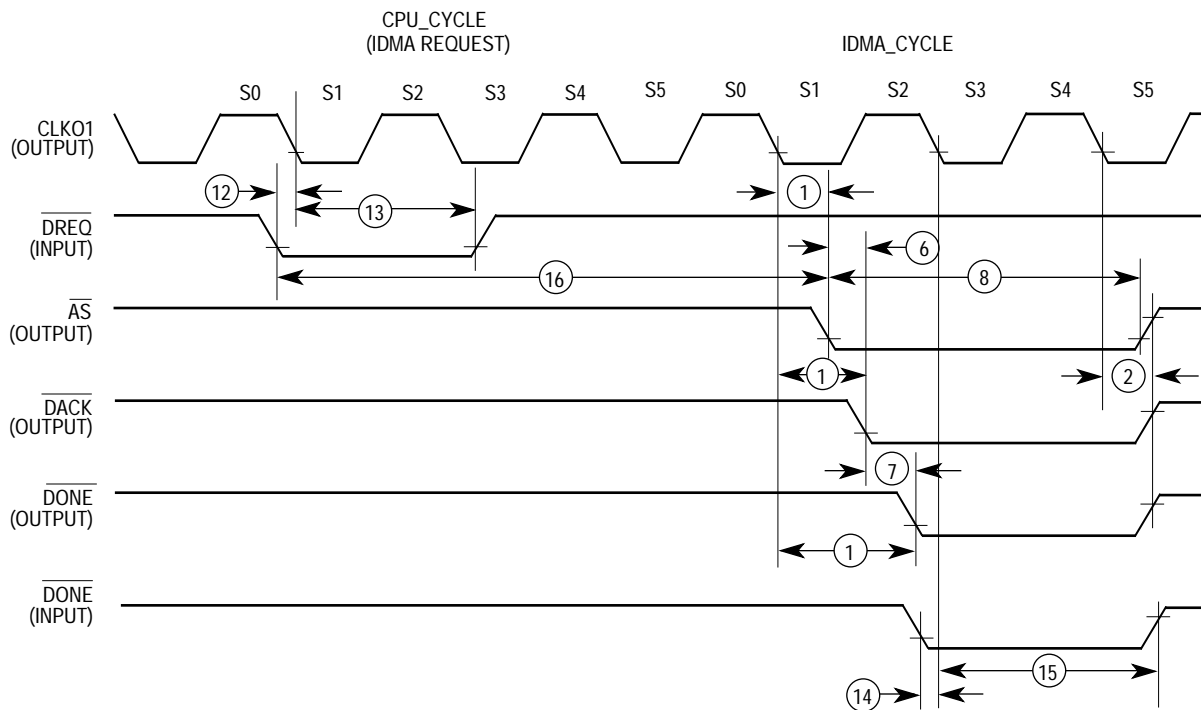 CPU_CYCLE
(IDMA REQUEST)
IDMA_CYCLE
S0 S1 S2 S3 S4 S5 S0 S1 S2 S3 S4 S5
CLKO1
(OUTPUT)
12
13
1
DREQ
(INPUT)
6
16
8
AS
(OUTPUT)
1
2
DACK
(OUTPUT)
7
DONE
(OUTPUT)
1
DONE
(INPUT)
15
14